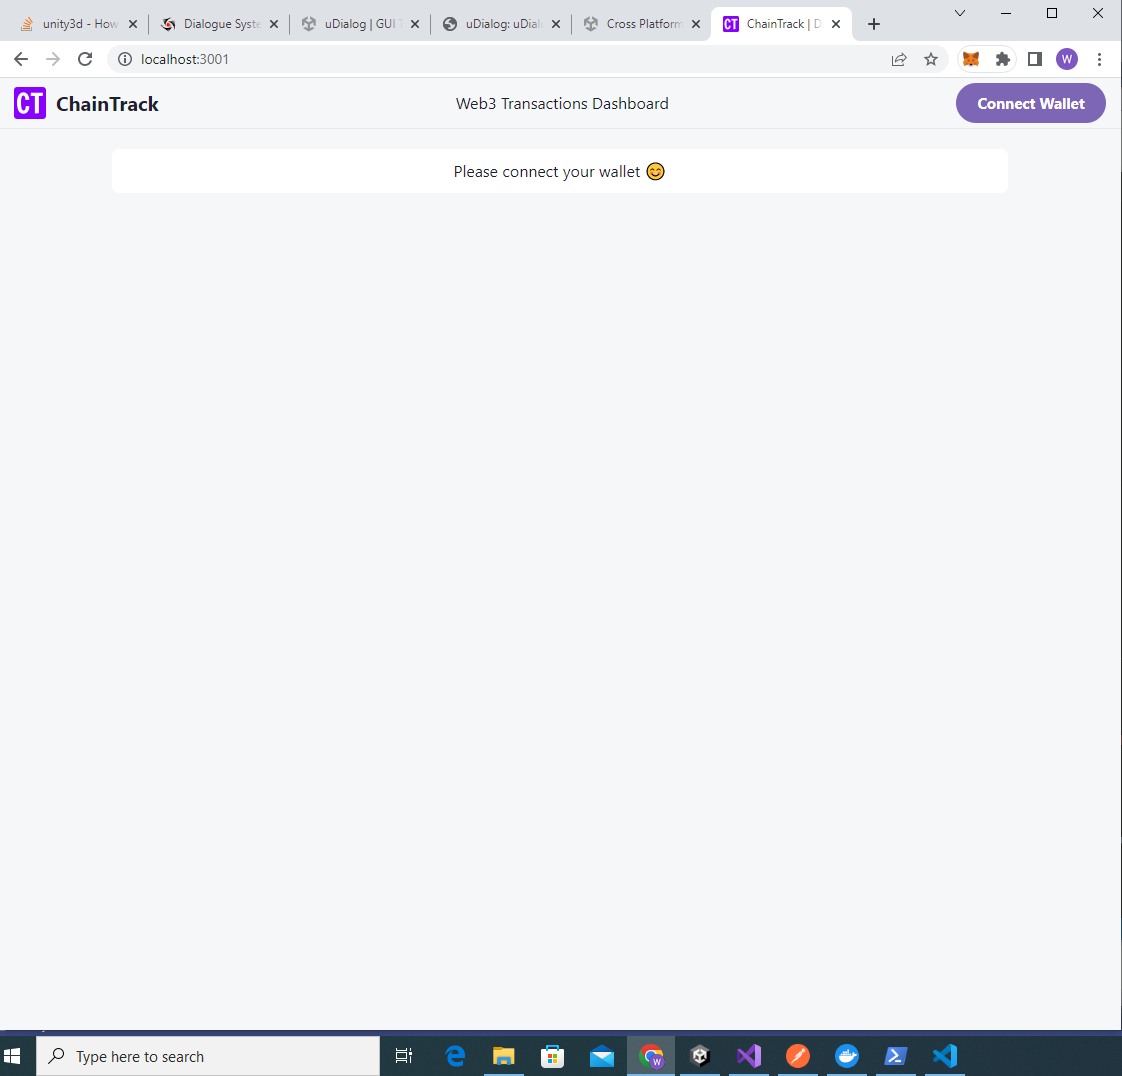 unity3d - How
Dialogue Syste
uDialog | GUI T
uDialog: uDial
Cross Platform
ChainTrack | D
localhost:3001
W
CT ChainTrack
Web3 Transactions Dashboard
Connect Wallet
Please connect your wallet 😊
Type here to search